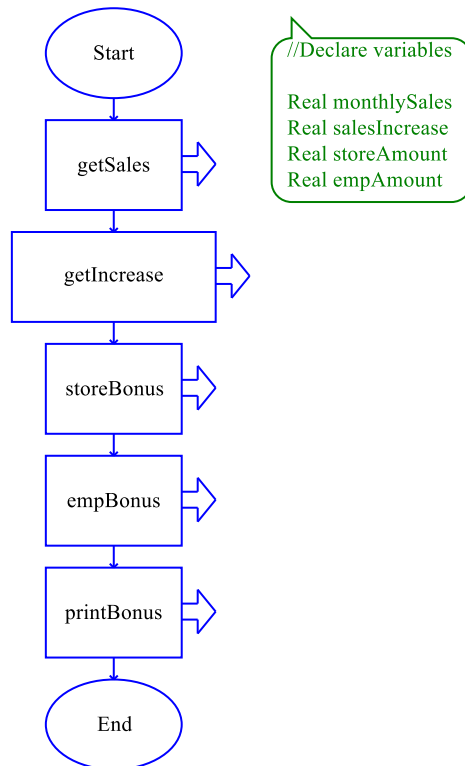 Start
//Declare variables
Real monthlySales
Real salesIncrease
Real storeAmount
Real empAmount
getSales
getIncrease
storeBonus
empBonus
printBonus
End